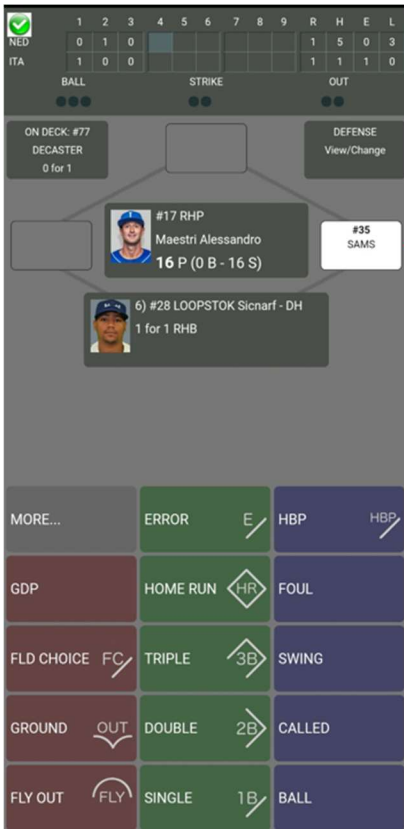 1 2 3 4 5 6 7 8 9 R H E L
NED 0 1 0 1 5 0 3
ITA 1 0 0 1 1 1 0
BALL STRIKE OUT
ON DECK: #77
DECASTER
0 for 1
DEFENSE
View/Change
#17 RHP
Maestri Alessandro
16 P (0 B - 16 S)
#35
SAMS
6) #28 LOOPSTOK Sicnarf - DH
1 for 1 RHB
MORE... ERROR E HBP HBP
GDP HOME RUN HR FOUL
FLD CHOICE FC TRIPLE 3B SWING
GROUND OUT DOUBLE 2B CALLED
FLY OUT FLY SINGLE 1B BALL